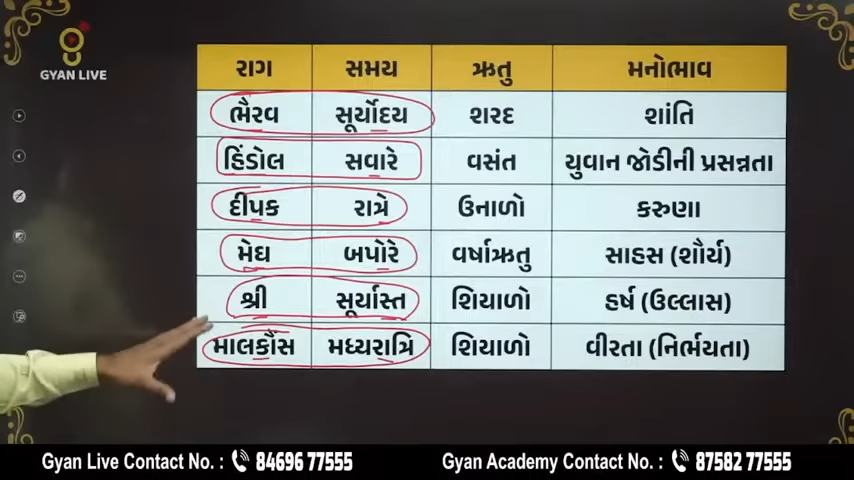 GYAN LIVE
રાગ સમય ઋતુ મનોભાવ
ભૈરવ સૂર્યોદય શરદ શાંતિ
હિંડોલ સવારે વસંત યુવાન જોડીની પ્રસન્નતા
દીપક રાત્રે ઉનાળો કરુણા
મેઘ બપોરે વર્ષાઋતુ સાહસ (શૌર્ય)
શ્રી સૂર્યાસ્ત શિયાળો હર્ષ (ઉલ્લાસ)
માલકૌંસ મધ્યરાત્રિ શિયાળો વીરતા (નિર્ભયતા)
Gyan Live Contact No. : 84696 77555 Gyan Academy Contact No. : 87582 77555